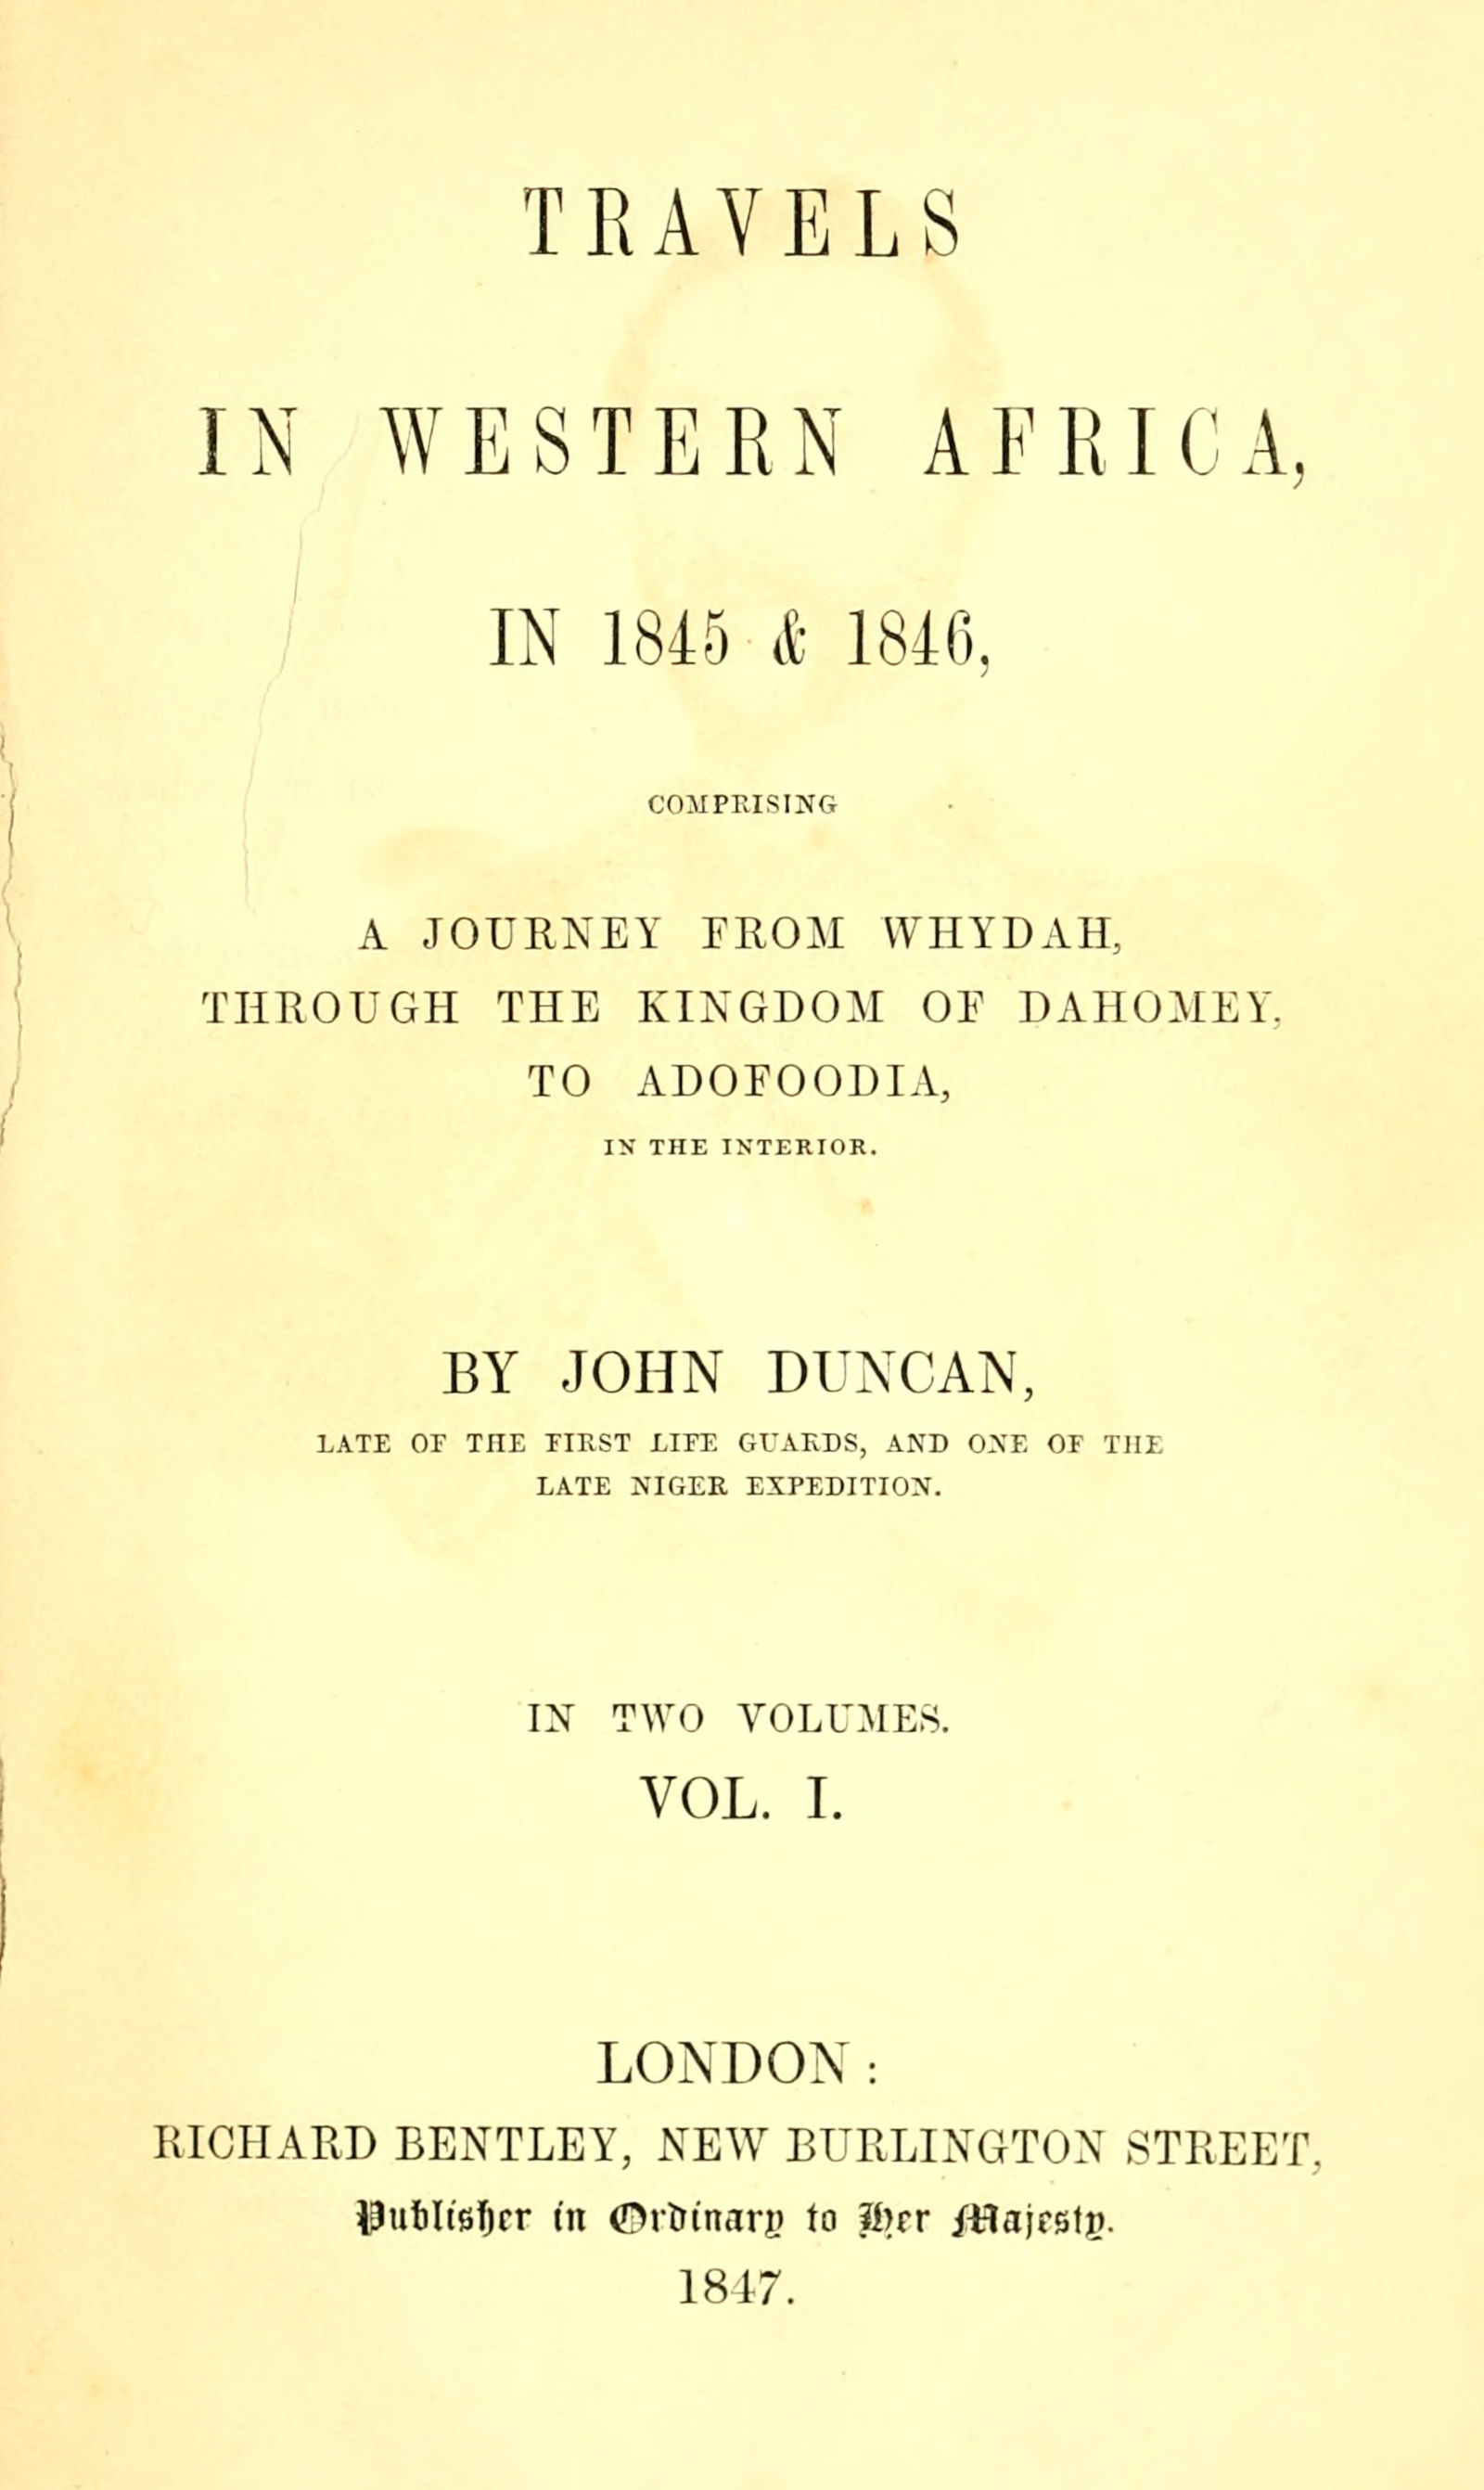 TRAVELS
IN WESTERN AFRICA,
IN 1845 & 1846,
COMPRISING
A JOURNEY FROM WHYDAH,
THROUGH THE KINGDOM OF DAHOMEY,
TO ADOFOODIA,
IN THE INTERIOR.
BY JOHN DUNCAN,
LATE OF THE FIRST LIFE GUARDS, AND ONE OF THE
LATE NIGER EXPEDITION.
IN TWO VOLUMES.
VOL. I.
LONDON:
RICHARD BENTLEY, NEW BURLINGTON STREET,
Publisher in Ordinary to Her Majesty.
1847.